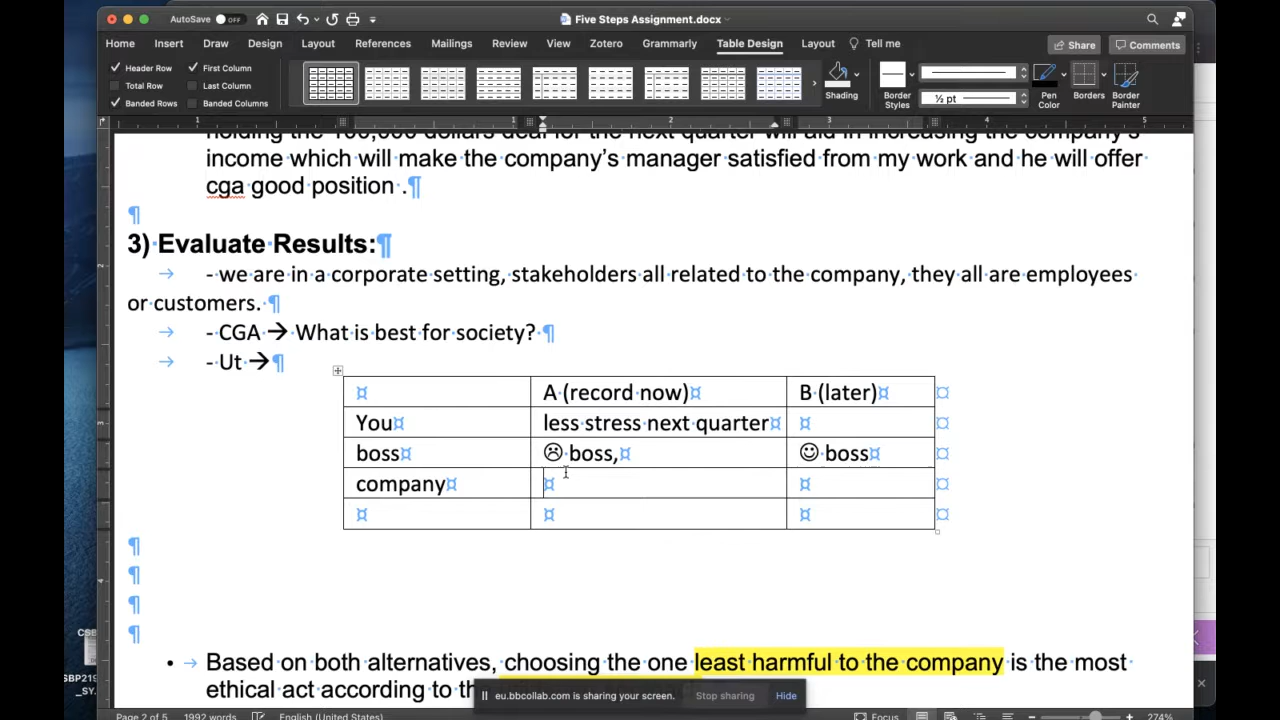 AutoSave OFF
Five Steps Assignment.docx
Home Insert Draw Design Layout References Mailings Review View Zotero Grammarly Table Design Layout Tell me Share Comments
Header Row First Column
Total Row Last Column
Banded Rows Banded Columns
Shading
Border Styles
½ pt
Pen Color
Borders
Border Painter
1 1 2 3 4 5
income which will make the company's manager satisfied from my work and he will offer
cga good position .
3) Evaluate Results:
- we are in a corporate setting, stakeholders all related to the company, they all are employees
or customers.
- CGA → What is best for society?
- Ut →
A (record now) B (later)
You less stress next quarter
boss ☹ boss, ☺ boss
company
• Based on both alternatives, choosing the one least harmful to the company is the most
ethical act according to th
eu.bbcollab.com is sharing your screen. Stop sharing Hide
Page 2 of 5 1992 words English (United States) Focus 274%